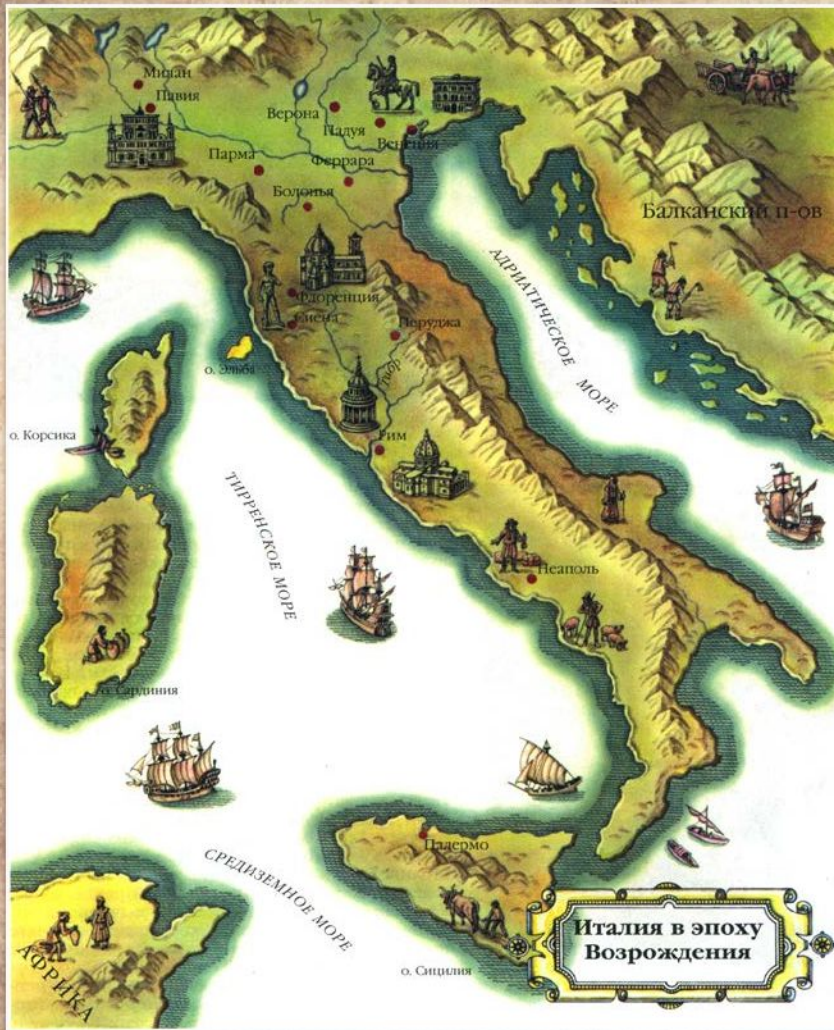 Милан
Павия
Верона
Падуя
Венеция
Парма
Феррара
Болонья
Балканский п-ов
АДРИАТИЧЕСКОЕ МОРЕ
Флоренция
Сиена
Перуджа
о. Эльба
Тибр
о. Корсика
Рим
ТИРРЕНСКОЕ МОРЕ
Неаполь
о. Сардиния
Палермо
СРЕДИЗЕМНОЕ МОРЕ
Италия в эпоху
Возрождения
АФРИКА
о. Сицилия